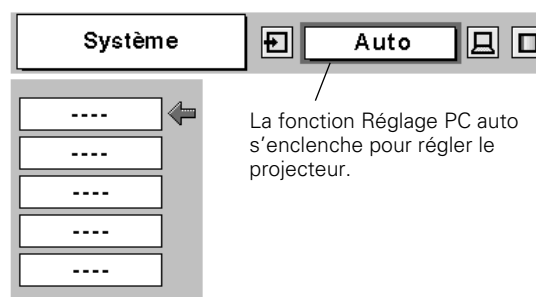 Système
Auto
----
----
----
----
----
La fonction Réglage PC auto
s’enclenche pour régler le
projecteur.